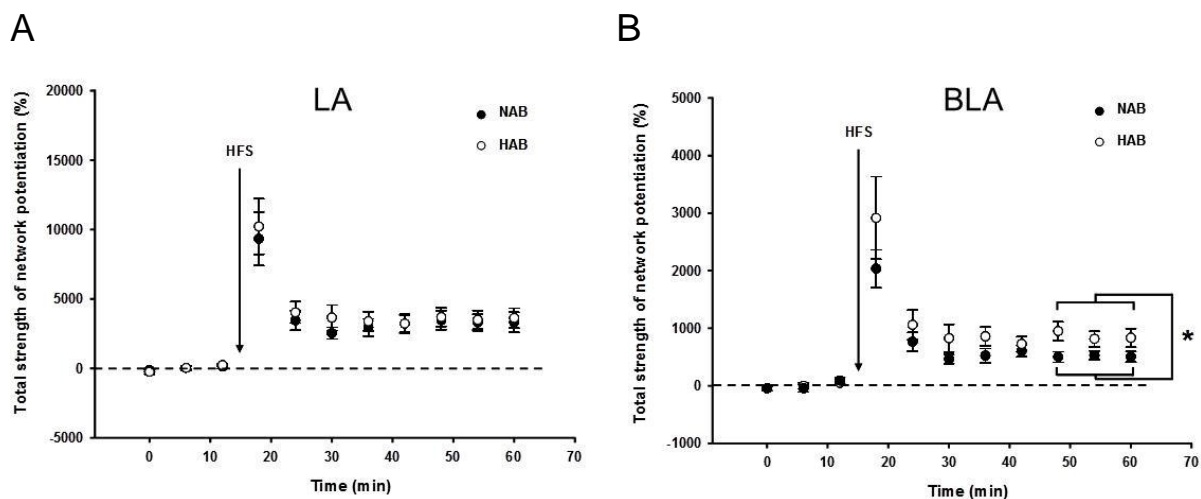 A
Total strength of network potentiation (%)
20000
15000
10000
5000
0
-5000
LA
HFS
NAB
HAB
0 10 20 30 40 50 60 70
Time (min)
B
Total strength of network potentiation (%)
5000
4000
3000
2000
1000
0
-1000
BLA
HFS
NAB
HAB
*
0 10 20 30 40 50 60 70
Time (min)